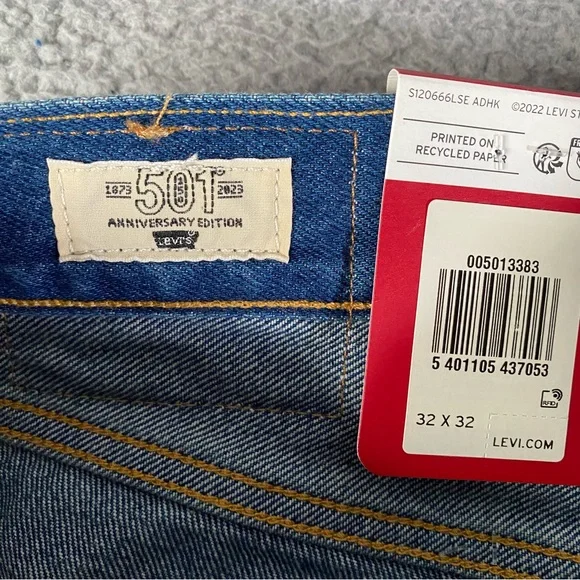 1873 501® 2023
ANNIVERSARY EDITION
Levi's
S120666LSE ADHK ©2022 LEVI ST
PRINTED ON
RECYCLED PAPER
005013383
5 401105 437053
32 X 32
LEVI.COM